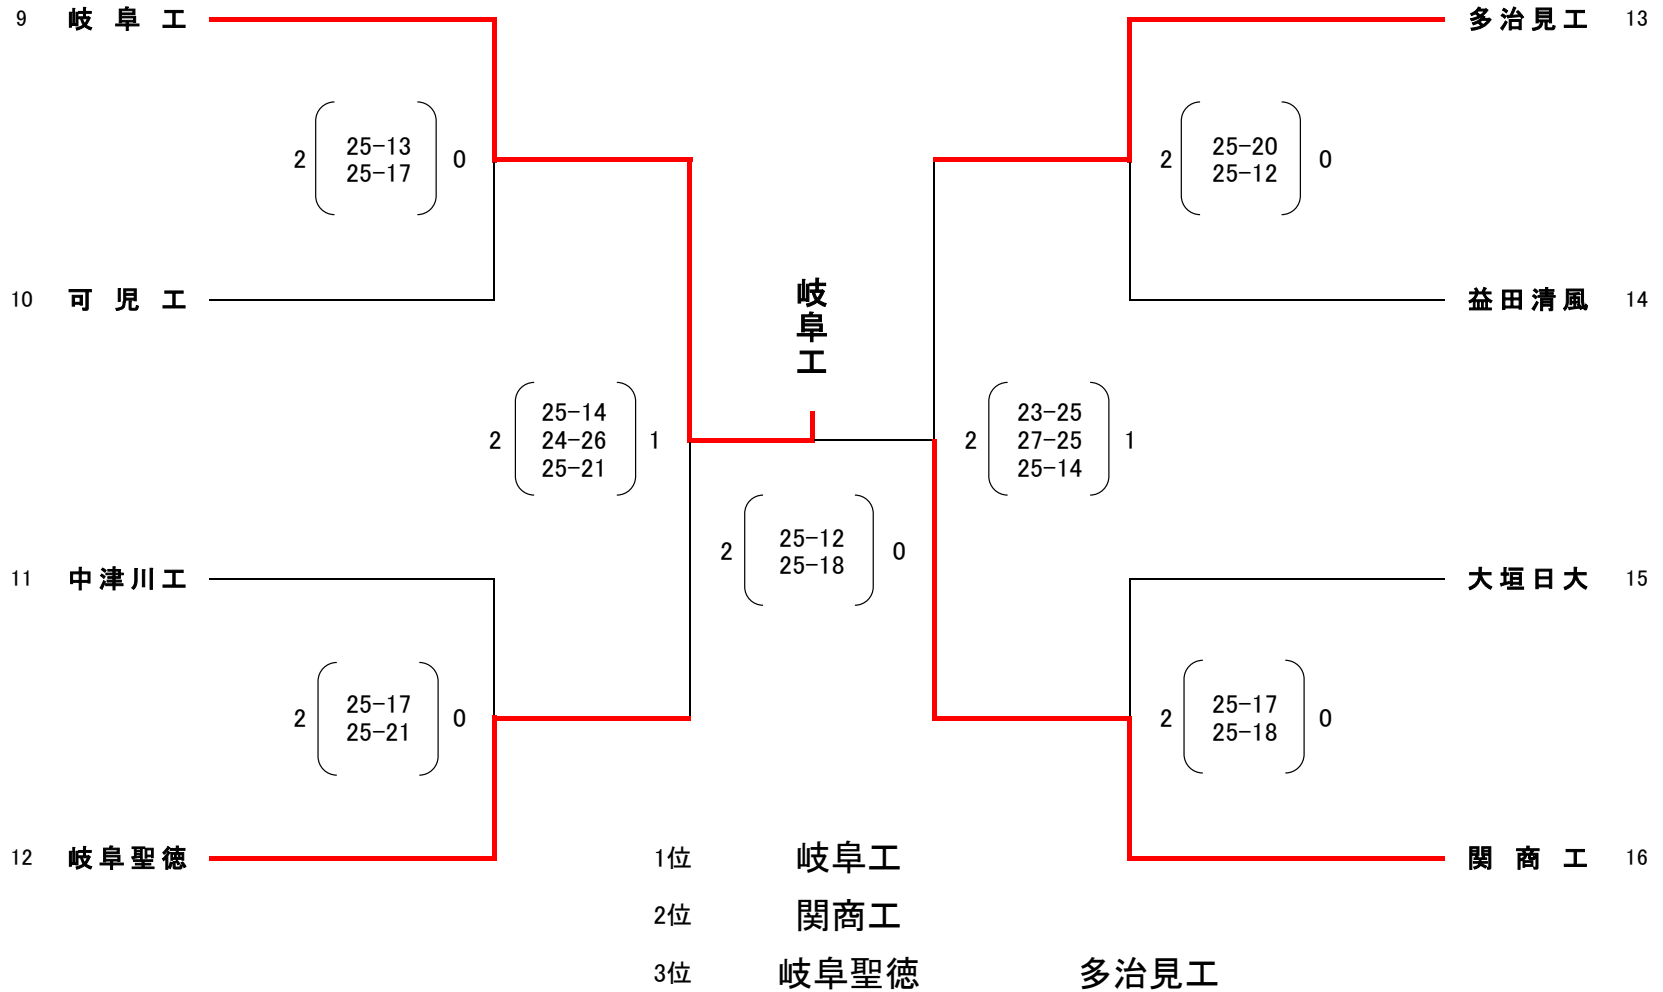 9 岐阜工 多治見工 13
2 25-13 0 2 25-20 0
25-17 25-12
10 可児工 益田清風 14
岐阜工
2 25-14 1 2 23-25 1
24-26 27-25
25-21 25-14
2 25-12 0
25-18
11 中津川工 大垣日大 15
2 25-17 0 2 25-17 0
25-21 25-18
12 岐阜聖徳 関商工 16
1位 岐阜工
2位 関商工
3位 岐阜聖徳 多治見工